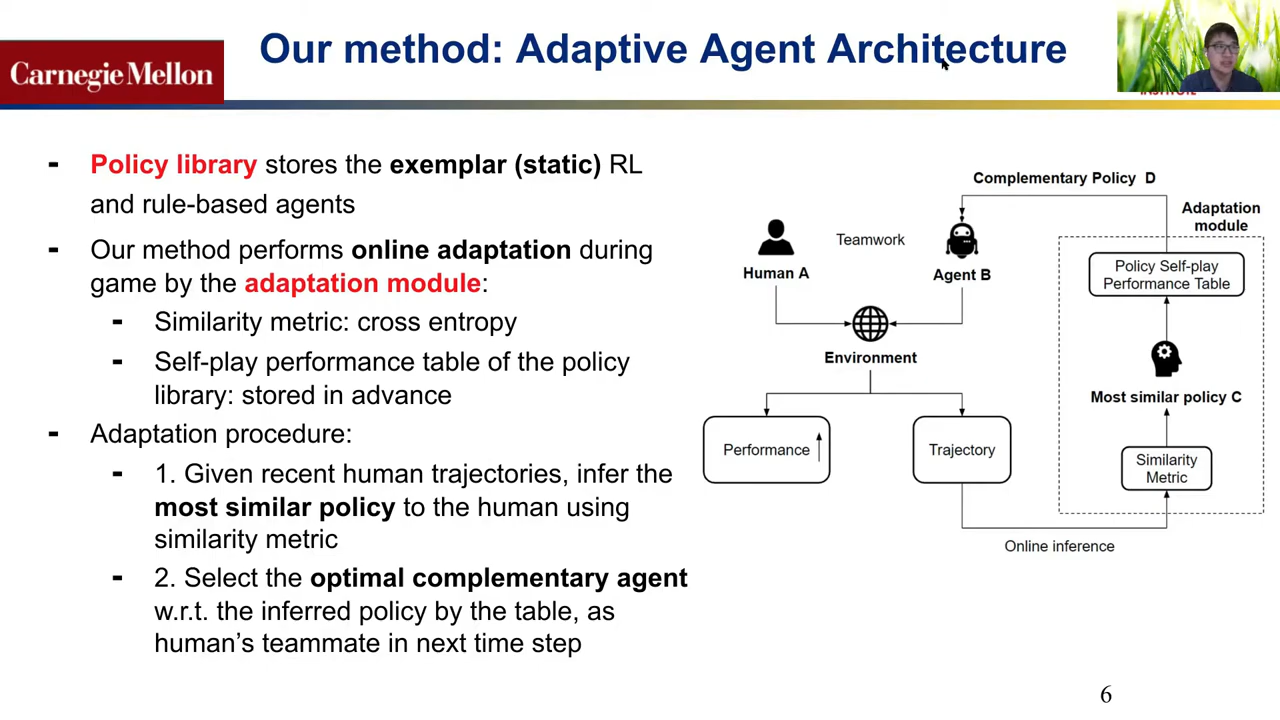 Our method: Adaptive Agent Architecture
Carnegie Mellon
- Policy library stores the exemplar (static) RL
and rule-based agents
- Our method performs online adaptation during
game by the adaptation module:
- Similarity metric: cross entropy
- Self-play performance table of the policy
library: stored in advance
- Adaptation procedure:
- 1. Given recent human trajectories, infer the
most similar policy to the human using
similarity metric
- 2. Select the optimal complementary agent
w.r.t. the inferred policy by the table, as
human's teammate in next time step
Complementary Policy D
Adaptation
module
Teamwork
Human A
Agent B
Policy Self-play
Performance Table
Environment
Most similar policy C
Performance
Trajectory
Similarity
Metric
Online inference
6